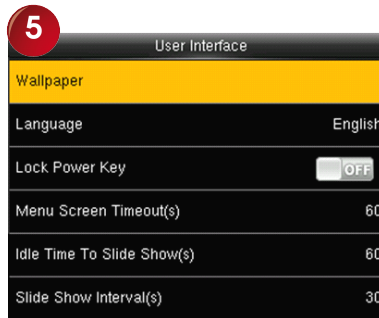 5
User Interface
Wallpaper
Language English
Lock Power Key OFF
Menu Screen Timeout(s) 60
Idle Time To Slide Show(s) 60
Slide Show Interval(s) 30